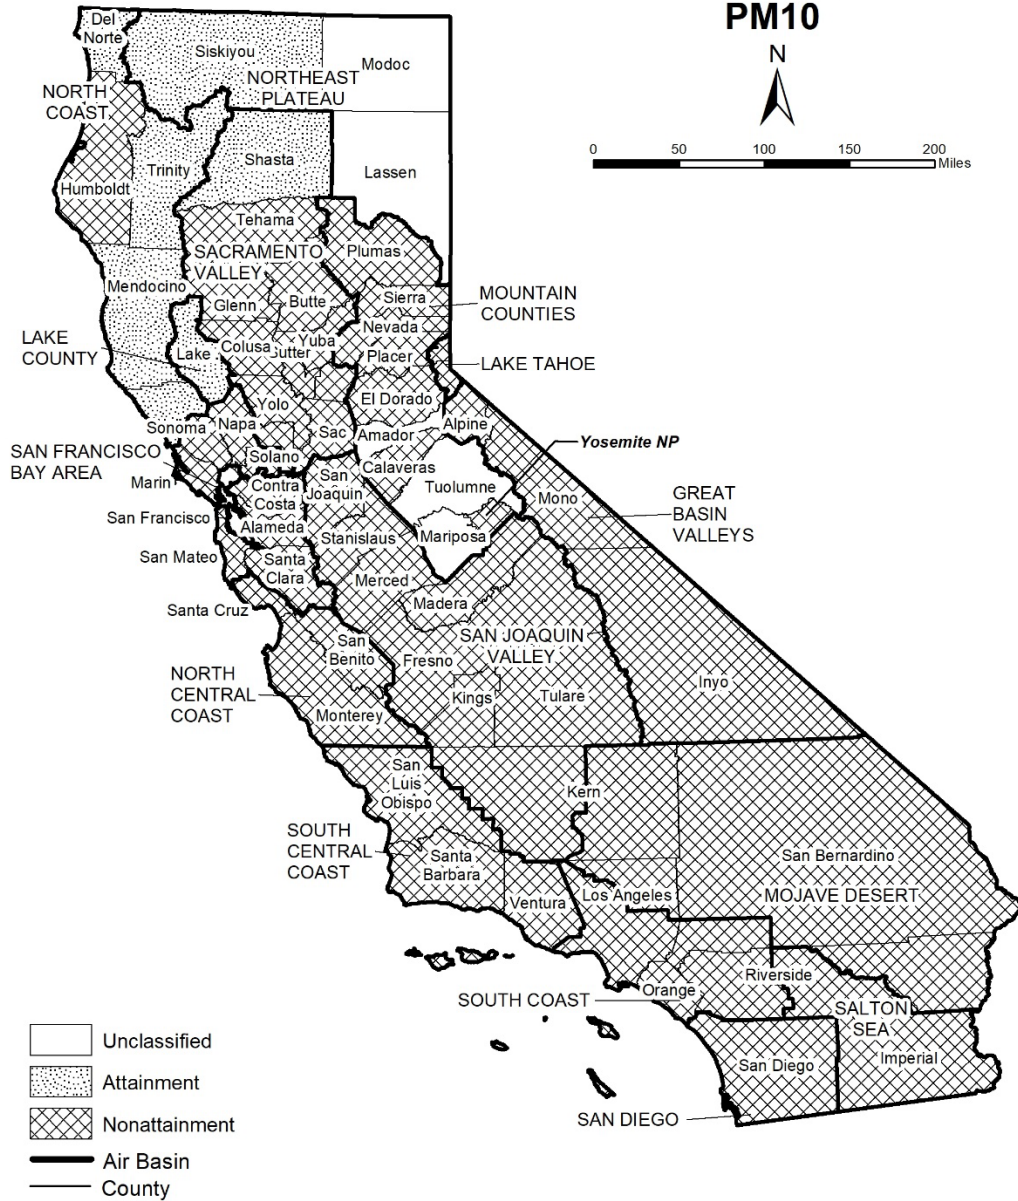 PM10
N
0 50 100 150 200
Miles
Del
Norte
Siskiyou
Modoc
NORTHEAST
PLATEAU
NORTH
COAST
Trinity
Shasta
Lassen
Humboldt
Tehama
Plumas
SACRAMENTO
VALLEY
Mendocino
Glenn
Butte
Sierra
MOUNTAIN
COUNTIES
Nevada
LAKE
COUNTY
Lake
Colusa
Yuba
Sutter
Placer
LAKE TAHOE
El Dorado
Yolo
Sonoma
Napa
Sac
Amador
Alpine
Yosemite NP
SAN FRANCISCO
BAY AREA
Solano
Calaveras
Marin
Contra
Costa
San
Joaquin
Tuolumne
Mono
GREAT
BASIN
VALLEYS
San Francisco
Alameda
Stanislaus
Mariposa
San Mateo
Santa
Clara
Merced
Santa Cruz
Madera
San
Benito
Fresno
SAN JOAQUIN
VALLEY
NORTH
CENTRAL
COAST
Monterey
Kings
Tulare
Inyo
San
Luis
Obispo
Kern
SOUTH
CENTRAL
COAST
Santa
Barbara
San Bernardino
Ventura
Los Angeles
MOJAVE DESERT
Riverside
Orange
SOUTH COAST
SALTON
SEA
San Diego
Imperial
SAN DIEGO
Unclassified
Attainment
Nonattainment
Air Basin
County